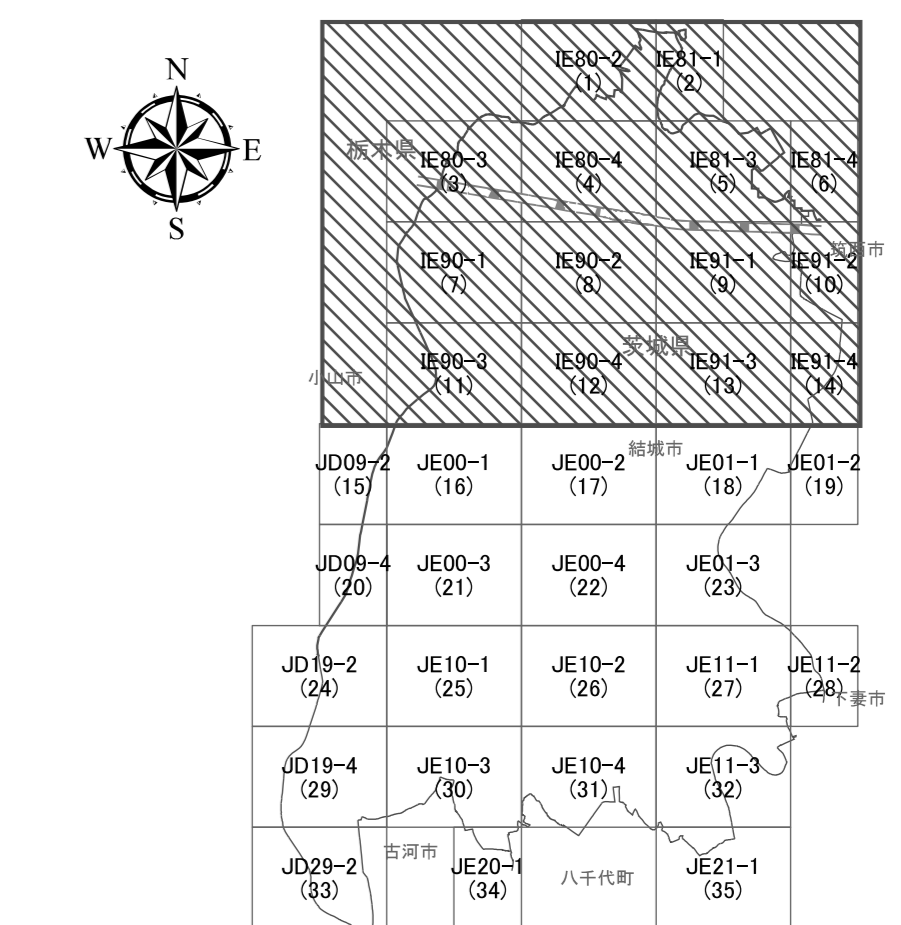 N
W
E
S
IE80-2
(1)
IE81-1
(2)
栃木県
IE80-3
(3)
IE80-4
(4)
IE81-3
(5)
IE81-4
(6)
筑西市
IE90-1
(7)
IE90-2
(8)
IE91-1
(9)
IE91-2
(10)
茨城県
小山市
IE90-3
(11)
IE90-4
(12)
IE91-3
(13)
IE91-4
(14)
結城市
JD09-2
(15)
JE00-1
(16)
JE00-2
(17)
JE01-1
(18)
JE01-2
(19)
JD09-4
(20)
JE00-3
(21)
JE00-4
(22)
JE01-3
(23)
JD19-2
(24)
JE10-1
(25)
JE10-2
(26)
JE11-1
(27)
JE11-2
(28)
下妻市
JD19-4
(29)
JE10-3
(30)
JE10-4
(31)
JE11-3
(32)
古河市
八千代町
JD29-2
(33)
JE20-1
(34)
JE21-1
(35)